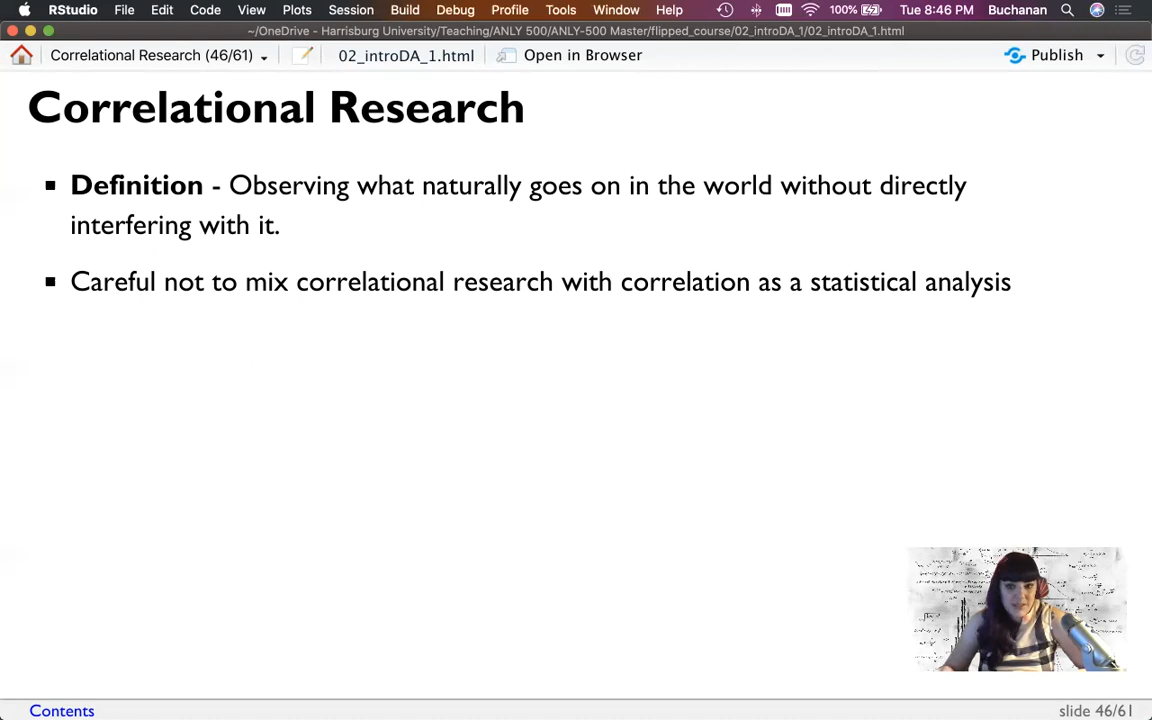 RStudio File Edit Code View Plots Session Build Debug Profile Tools Window Help 100% Tue 8:46 PM Buchanan
~/OneDrive - Harrisburg University/Teaching/ANLY 500/ANLY-500 Master/flipped_course/02_introDA_1/02_introDA_1.html
Correlational Research (46/61) 02_introDA_1.html Open in Browser Publish
Correlational Research
Definition - Observing what naturally goes on in the world without directly
interfering with it.
Careful not to mix correlational research with correlation as a statistical analysis
Contents slide 46/61